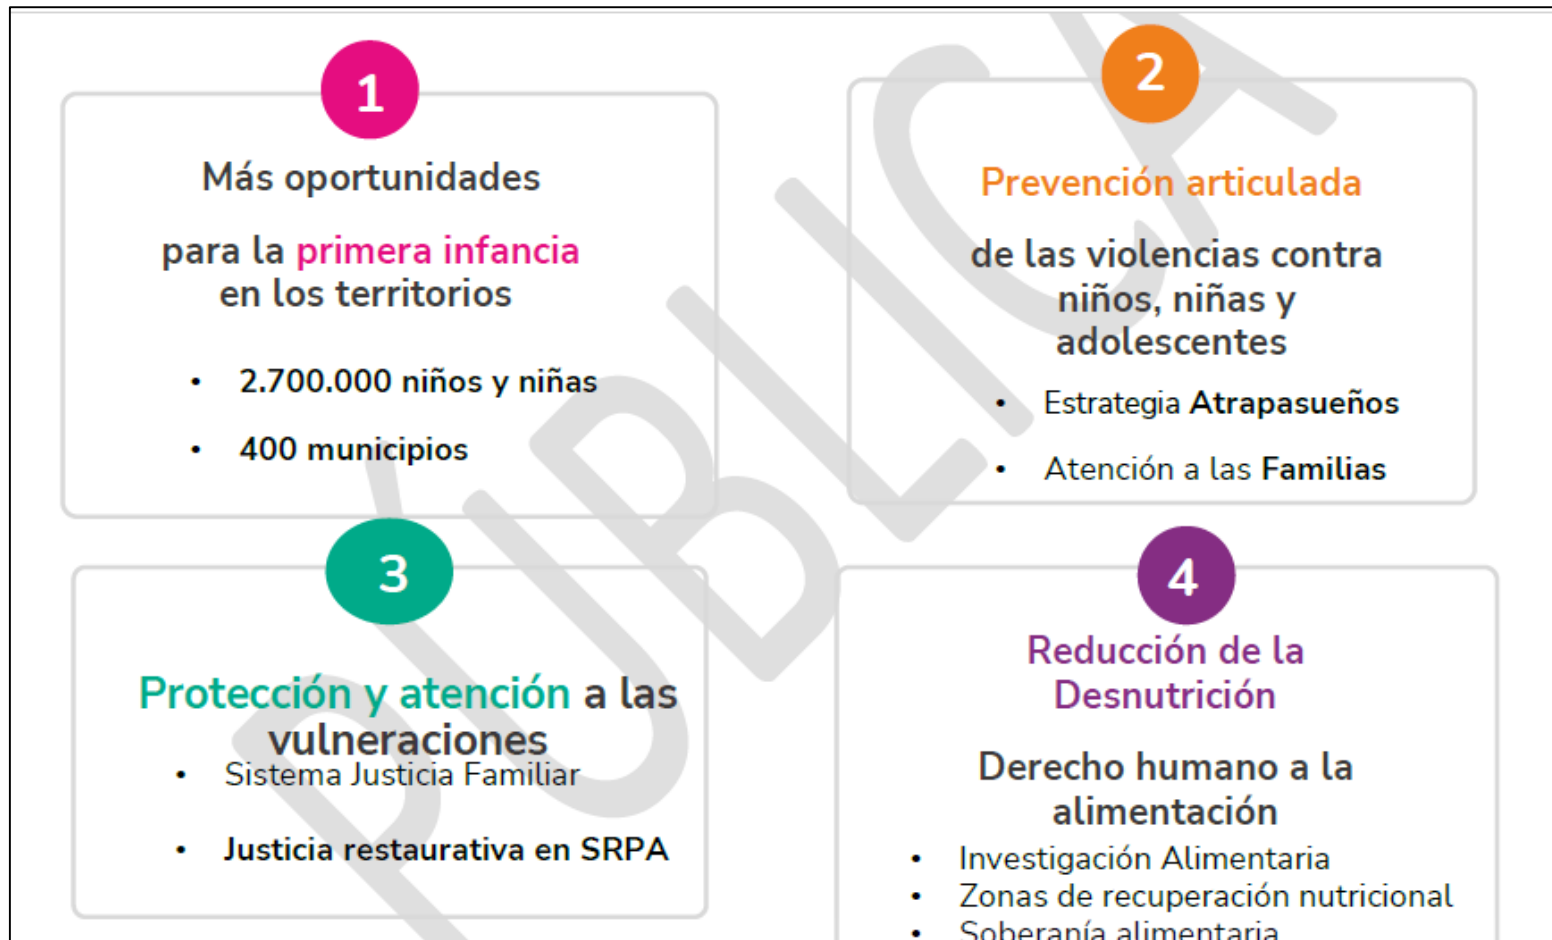 1
Más oportunidades
para la primera infancia
en los territorios
• 2.700.000 niños y niñas
• 400 municipios
2
Prevención articulada
de las violencias contra
niños, niñas y
adolescentes
• Estrategia Atrapasueños
• Atención a las Familias
3
Protección y atención a las
vulneraciones
• Sistema Justicia Familiar
• Justicia restaurativa en SRPA
4
Reducción de la
Desnutrición
Derecho humano a la
alimentación
• Investigación Alimentaria
• Zonas de recuperación nutricional
• Soberanía alimentaria
PÚBLICA